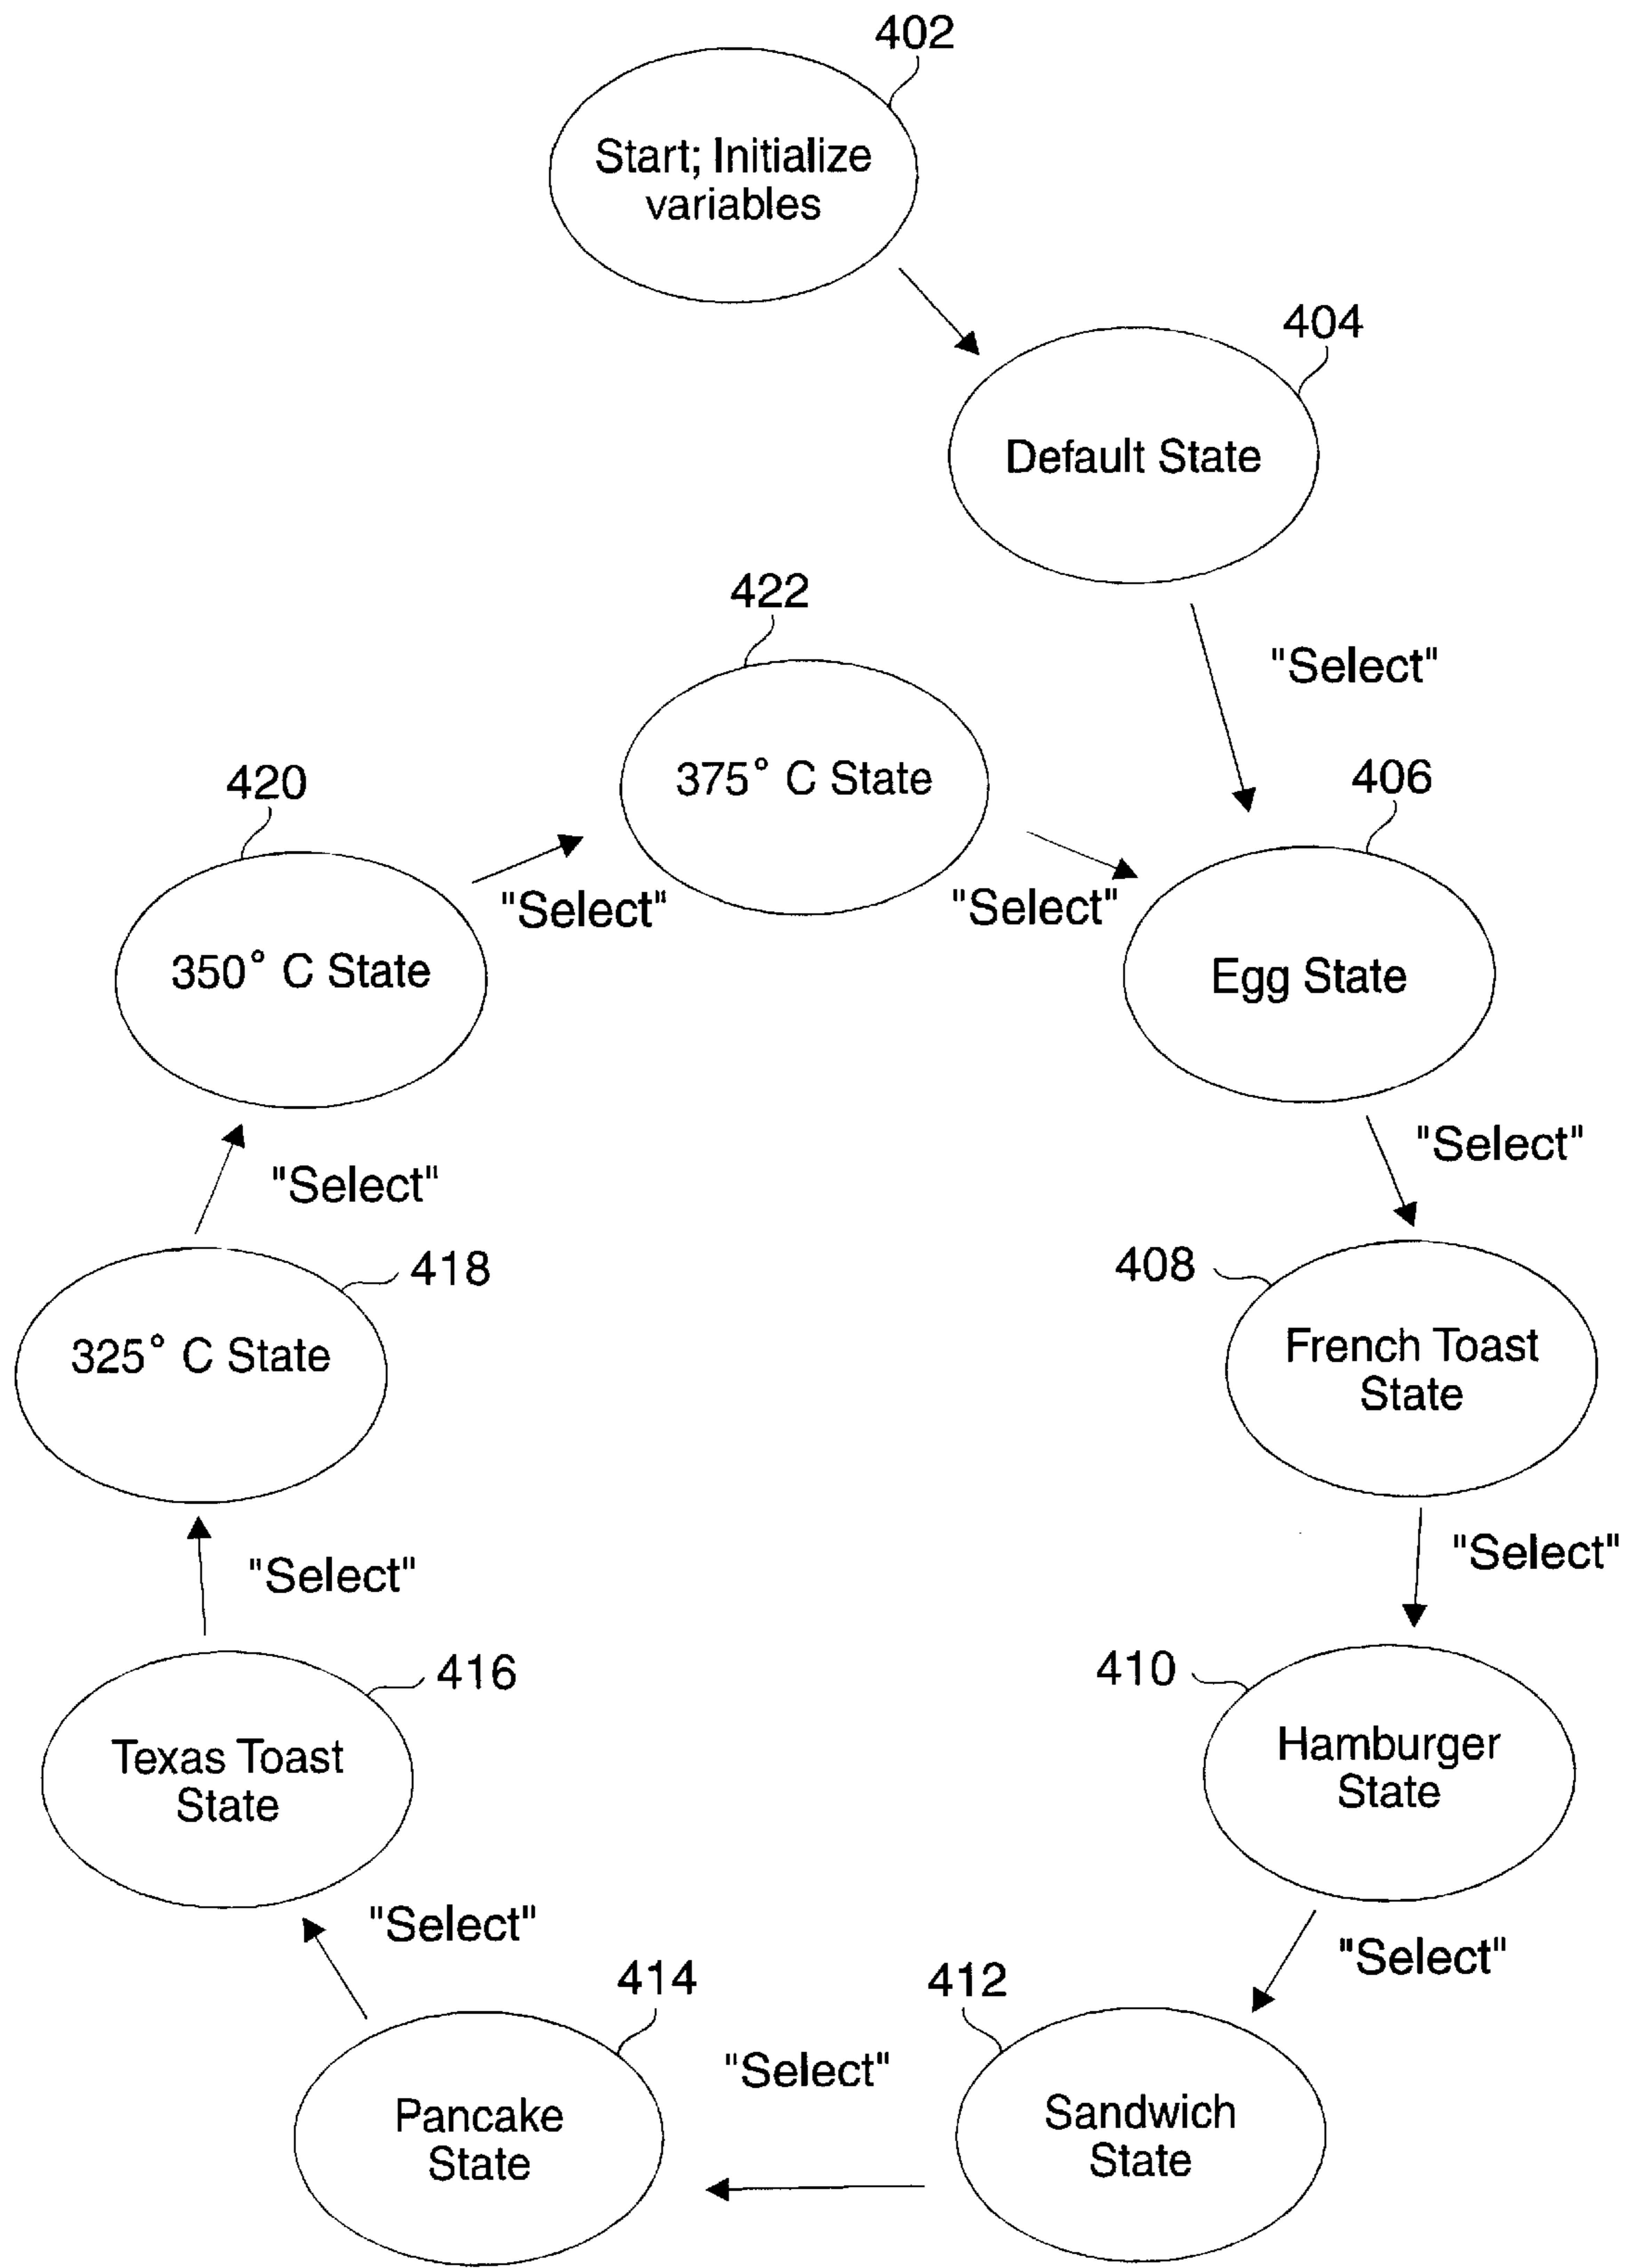 402
Start; Initialize
variables
404
Default State
"Select"
422
375° C State
"Select"
420
350° C State
"Select"
406
Egg State
"Select"
408
French Toast
State
"Select"
410
Hamburger
State
"Select"
412
Sandwich
State
"Select"
414
Pancake
State
"Select"
416
Texas Toast
State
"Select"
418
325° C State
"Select"